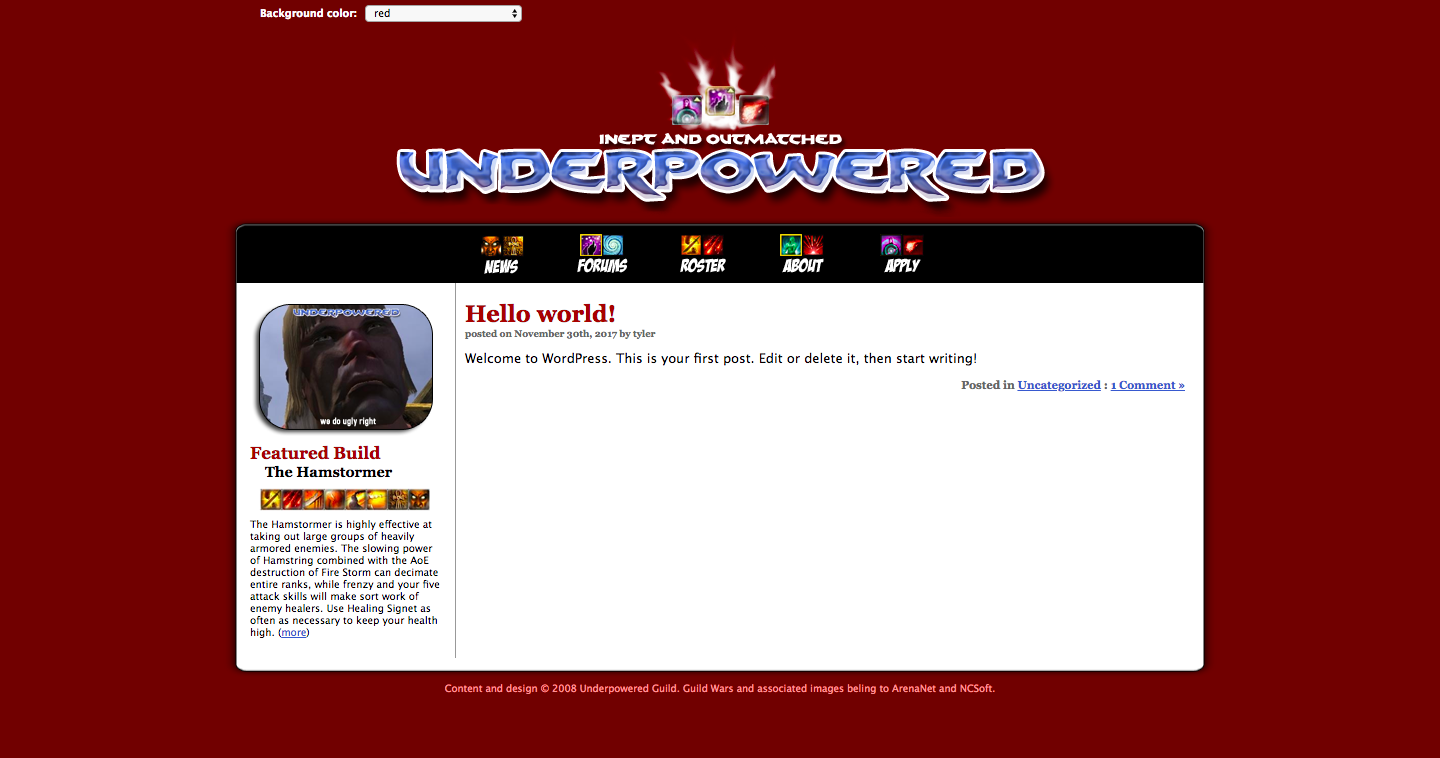 Background color: red
INEPT AND OUTMATCHED
UNDERPOWERED
NEWS FORUMS ROSTER ABOUT APPLY
UNDERPOWERED
we do ugly right
Featured Build
The Hamstormer
The Hamstormer is highly effective at
taking out large groups of heavily
armored enemies. The slowing power
of Hamstring combined with the AoE
destruction of Fire Storm can decimate
entire ranks, while frenzy and your five
attack skills will make sort work of
enemy healers. Use Healing Signet as
often as necessary to keep your health
high. (more)
Hello world!
posted on November 30th, 2017 by tyler
Welcome to WordPress. This is your first post. Edit or delete it, then start writing!
Posted in Uncategorized : 1 Comment »
Content and design © 2008 Underpowered Guild. Guild Wars and associated images beling to ArenaNet and NCSoft.